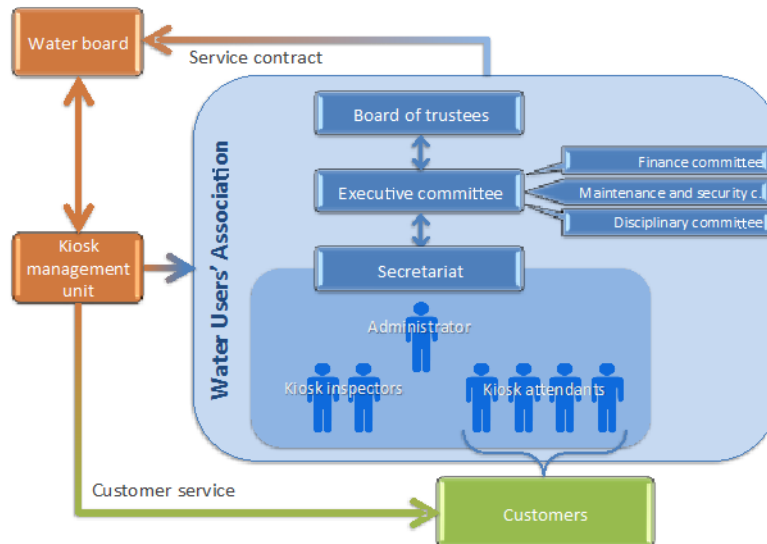 Water board
Service contract
Board of trustees
Finance committee
Executive committee
Maintenance and security c.
Disciplinary committee
Kiosk
management
unit
Secretariat
Water Users' Association
Administrator
Kiosk inspectors
Kiosk attendants
Customer service
Customers